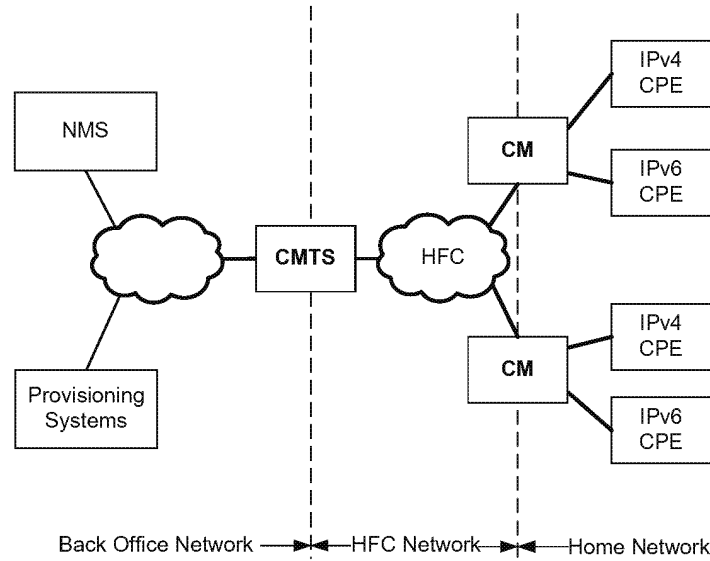 IPv4
CPE
NMS
CM
IPv6
CPE
CMTS
HFC
IPv4
CPE
CM
Provisioning
Systems
IPv6
CPE
Back Office Network
HFC Network
Home Network